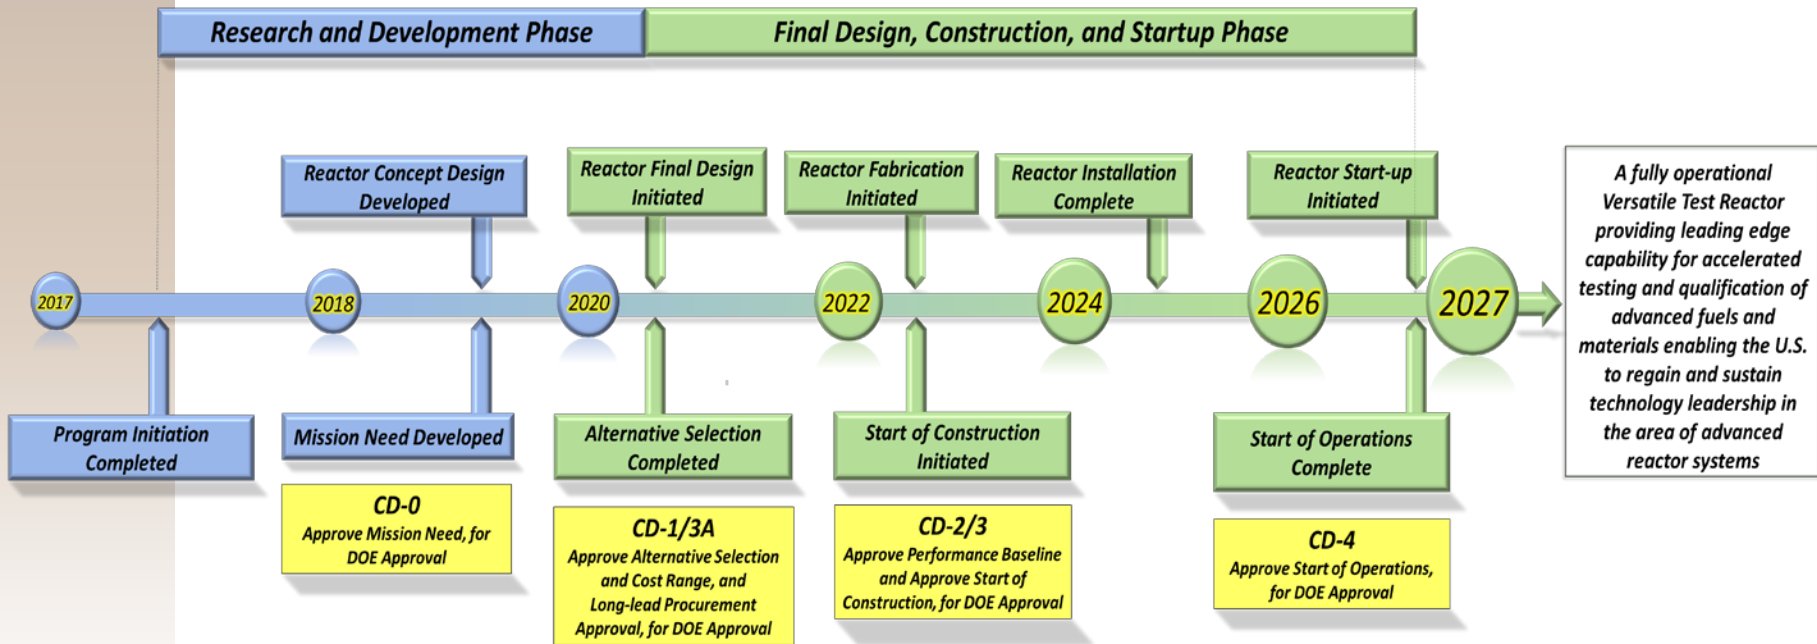 Research and Development Phase
Final Design, Construction, and Startup Phase
Reactor Concept Design
Developed
Reactor Final Design
Initiated
Reactor Fabrication
Initiated
Reactor Installation
Complete
Reactor Start-up
Initiated
2017
2018
2020
2022
2024
2026
2027
Program Initiation
Completed
Mission Need Developed
Alternative Selection
Completed
Start of Construction
Initiated
Start of Operations
Complete
CD-0
Approve Mission Need, for
DOE Approval
CD-1/3A
Approve Alternative Selection
and Cost Range, and
Long-lead Procurement
Approval, for DOE Approval
CD-2/3
Approve Performance Baseline
and Approve Start of
Construction, for DOE Approval
CD-4
Approve Start of Operations,
for DOE Approval
A fully operational
Versatile Test Reactor
providing leading edge
capability for accelerated
testing and qualification of
advanced fuels and
materials enabling the U.S.
to regain and sustain
technology leadership in
the area of advanced
reactor systems